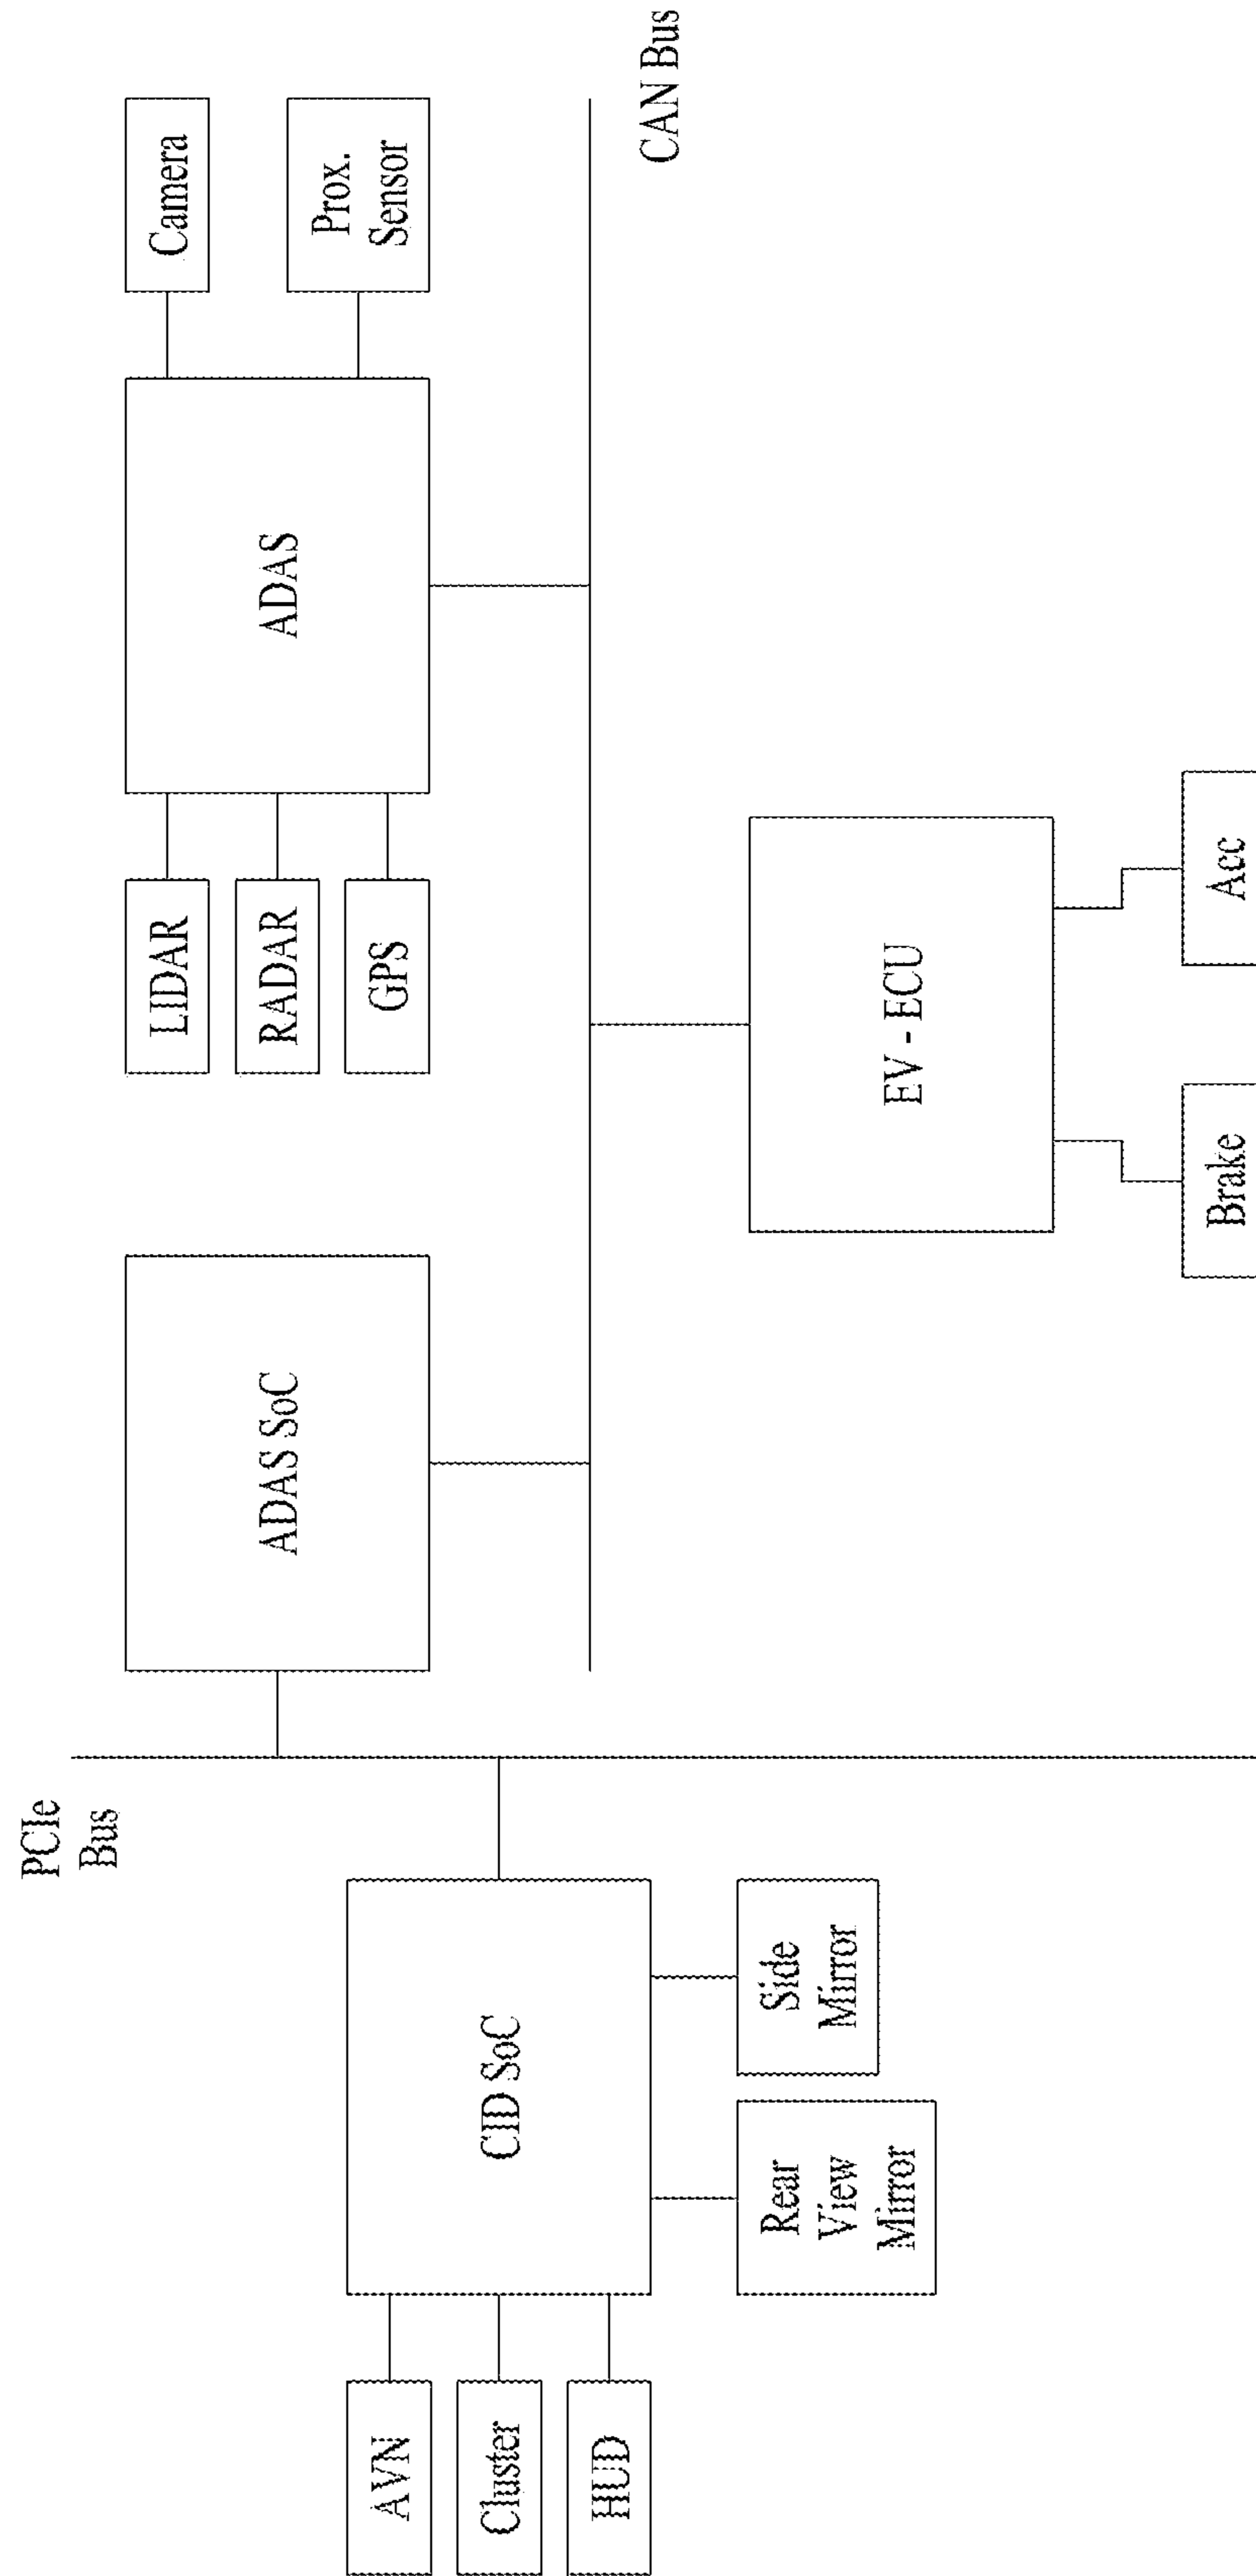 PCIe
Bus
AVN
Cluster
HUD
CID SoC
Rear
View
Mirror
Side
Mirror
ADAS SoC
LIDAR
RADAR
GPS
ADAS
Camera
Prox.
Sensor
CAN Bus
EV - ECU
Brake
Acc